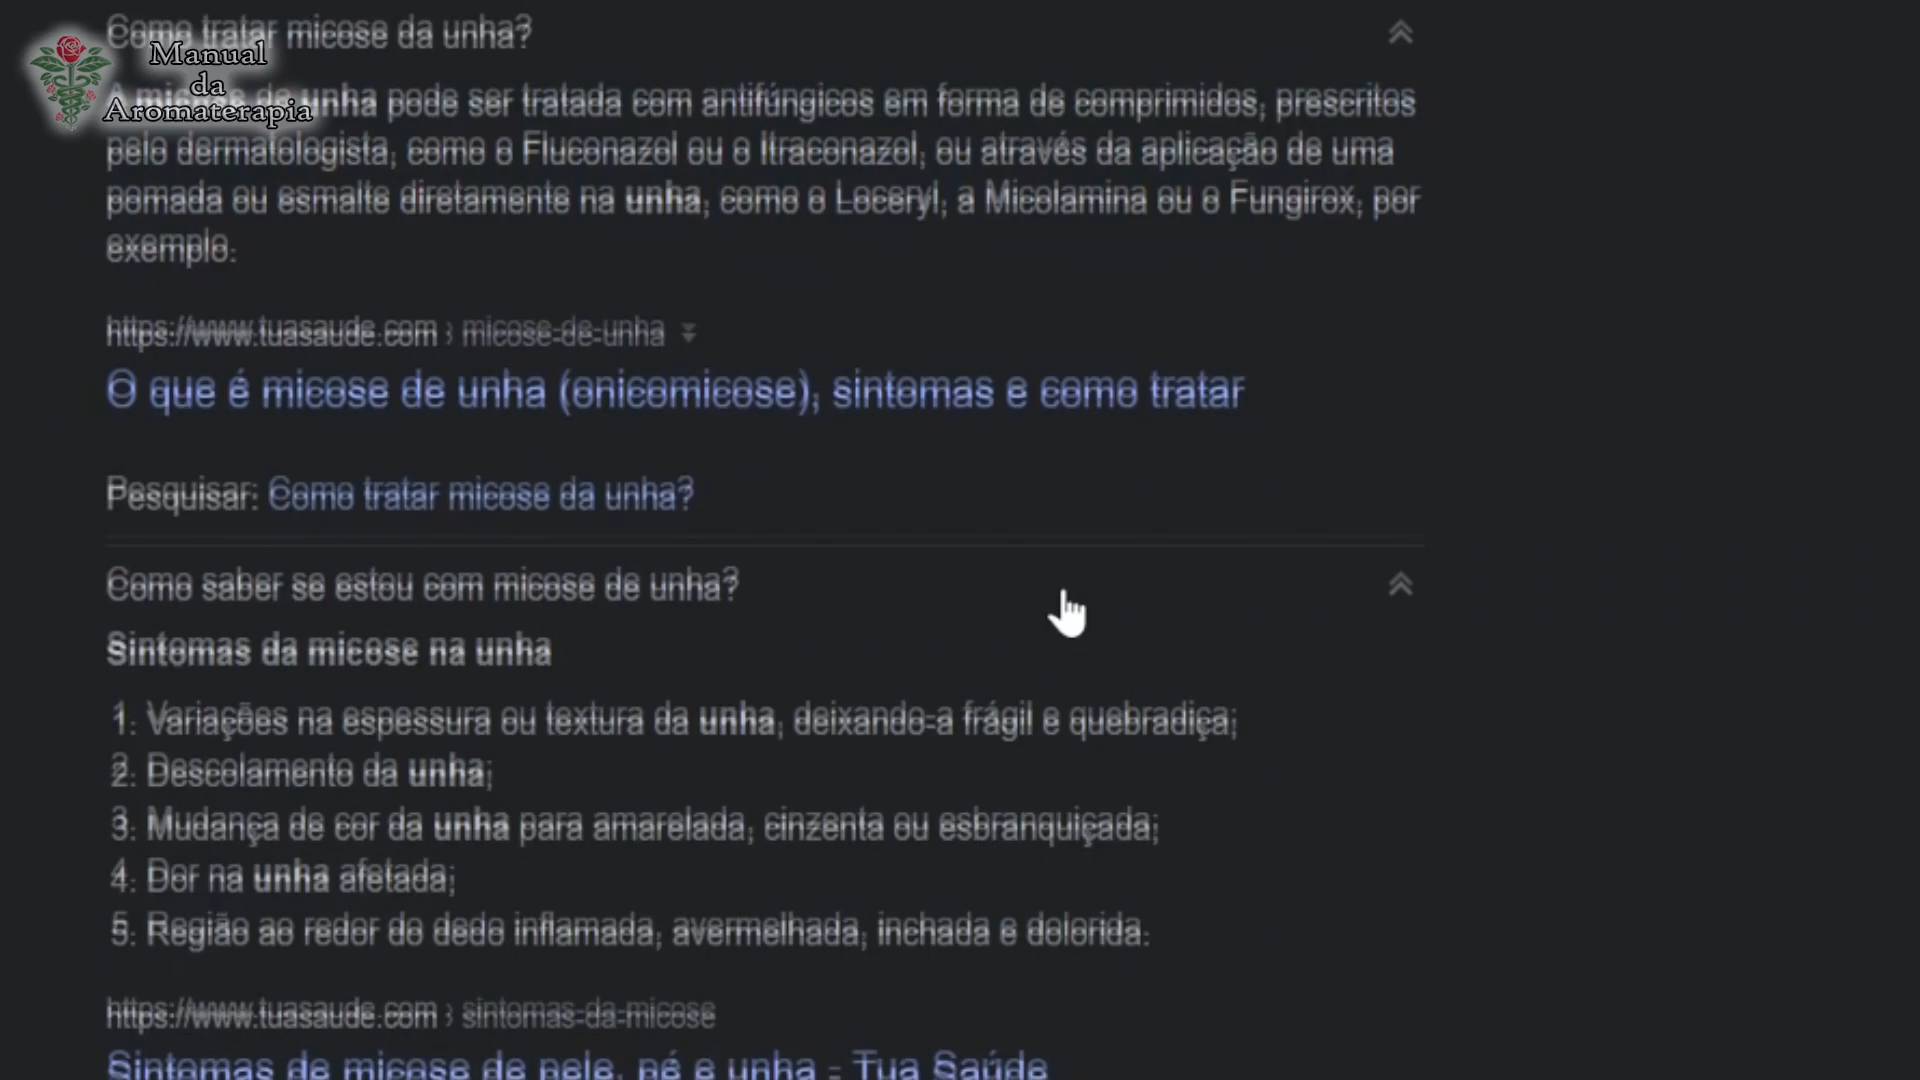 Como tratar micose da unha?
Manual
da
Aromaterapia
A micose de unha pode ser tratada com antifúngicos em forma de comprimidos, prescritos
pelo dermatologista, como o Fluconazol ou o Itraconazol, ou através da aplicação de uma
pomada ou esmalte diretamente na unha, como o Loceryl, a Micolamina ou o Fungirox, por
exemplo.
https://www.tuasaude.com › micose-de-unha
O que é micose de unha (onicomicose), sintomas e como tratar
Pesquisar: Como tratar micose da unha?
Como saber se estou com micose de unha?
Sintomas da micose na unha
1. Variações na espessura ou textura da unha, deixando-a frágil e quebradiça;
2. Descolamento da unha;
3. Mudança de cor da unha para amarelada, cinzenta ou esbranquiçada;
4. Dor na unha afetada;
5. Região ao redor do dedo inflamada, avermelhada, inchada e dolorida.
https://www.tuasaude.com › sintomas-da-micose
Sintomas de micose de pele, pé e unha - Tua Saúde